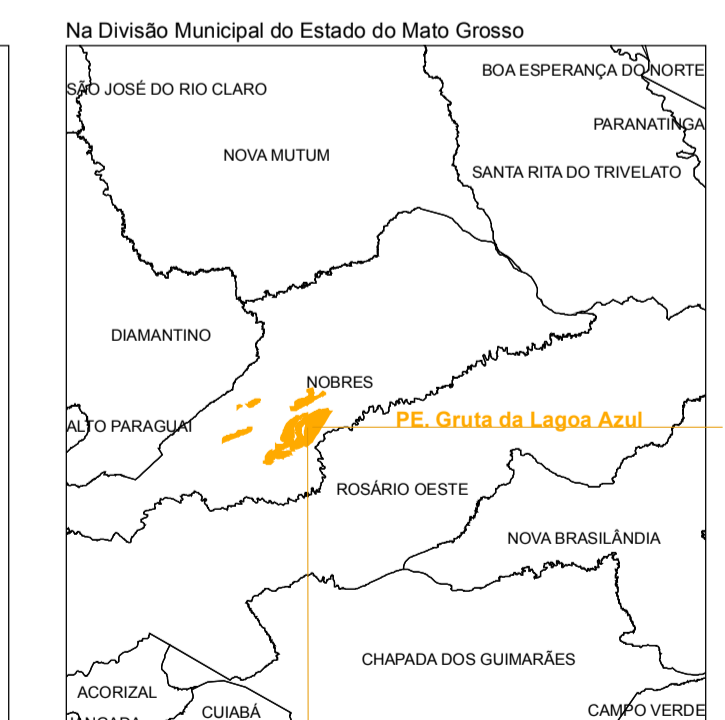 Na Divisão Municipal do Estado do Mato Grosso
BOA ESPERANÇA DO NORTE
SÃO JOSÉ DO RIO CLARO
PARANATINGA
NOVA MUTUM
SANTA RITA DO TRIVELATO
DIAMANTINO
NOBRES
PE. Gruta da Lagoa Azul
ALTO PARAGUAI
ROSÁRIO OESTE
NOVA BRASILÂNDIA
CHAPADA DOS GUIMARÃES
ACORIZAL
CAMPO VERDE
CUIABÁ
JANGADA